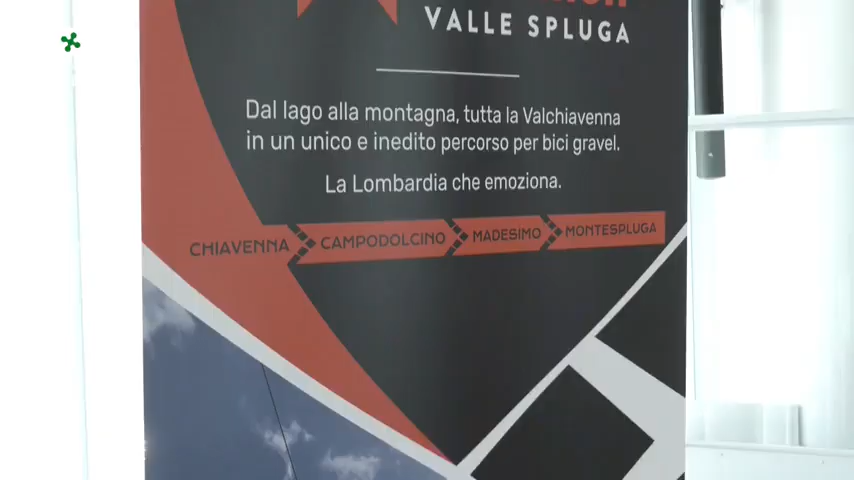 VALLE SPLUGA
Dal lago alla montagna, tutta la Valchiavenna
in un unico e inedito percorso per bici gravel.
La Lombardia che emoziona.
CHIAVENNA CAMPODOLCINO MADESIMO MONTESPLUGA